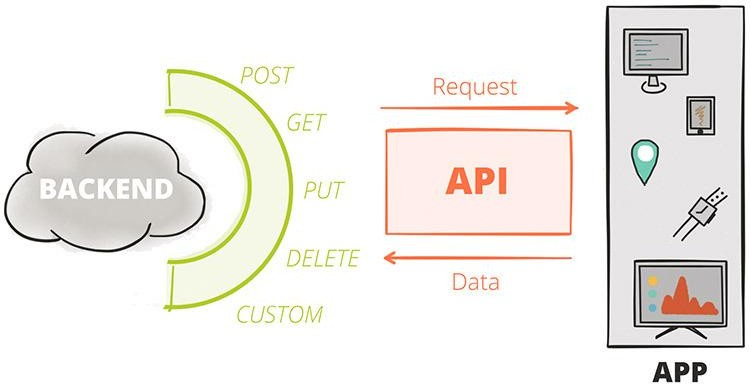 BACKEND
POST
GET
PUT
DELETE
CUSTOM
Request
API
Data
APP